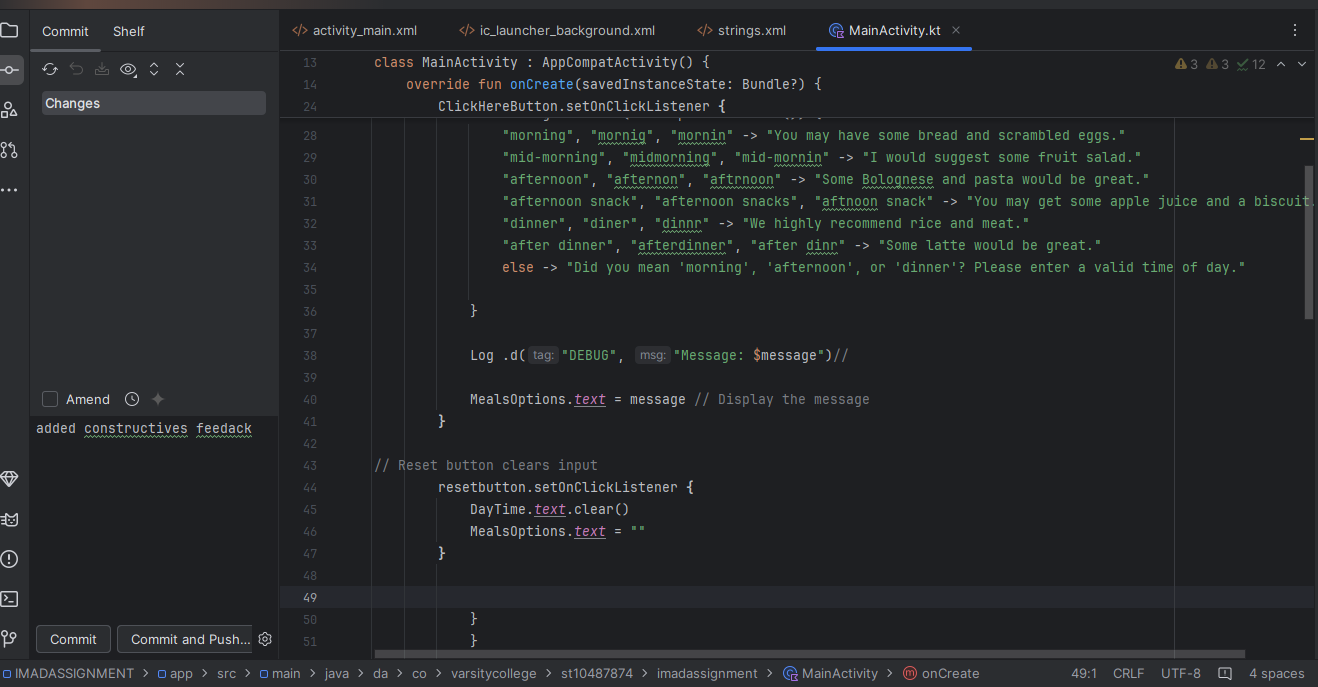 Commit Shelf
activity_main.xml ic_launcher_background.xml strings.xml MainActivity.kt
Changes
3 3 12
13 class MainActivity : AppCompatActivity() {
14 override fun onCreate(savedInstanceState: Bundle?) {
24 ClickHereButton.setOnClickListener {
28 "morning", "mornig", "mornin" -> "You may have some bread and scrambled eggs."
29 "mid-morning", "midmorning", "mid-mornin" -> "I would suggest some fruit salad."
30 "afternoon", "afternon", "aftrnoon" -> "Some Bolognese and pasta would be great."
31 "afternoon snack", "afternoon snacks", "aftnoon snack" -> "You may get some apple juice and a biscuit.
32 "dinner", "diner", "dinnr" -> "We highly recommend rice and meat."
33 "after dinner", "afterdinner", "after dinr" -> "Some latte would be great."
34 else -> "Did you mean 'morning', 'afternoon', or 'dinner'? Please enter a valid time of day."
35
36 }
37
38 Log .d( tag: "DEBUG", msg: "Message: $message")//
39
40 MealsOptions.text = message // Display the message
41 }
42
43 // Reset button clears input
44 resetbutton.setOnClickListener {
45 DayTime.text.clear()
46 MealsOptions.text = ""
47 }
48
49
50 }
51 }
Amend
added constructives feedack
Commit Commit and Push...
IMADASSIGNMENT > app > src > main > java > da > co > varsitycollege > st10487874 > imadassignment > MainActivity > onCreate 49:1 CRLF UTF-8 4 spaces